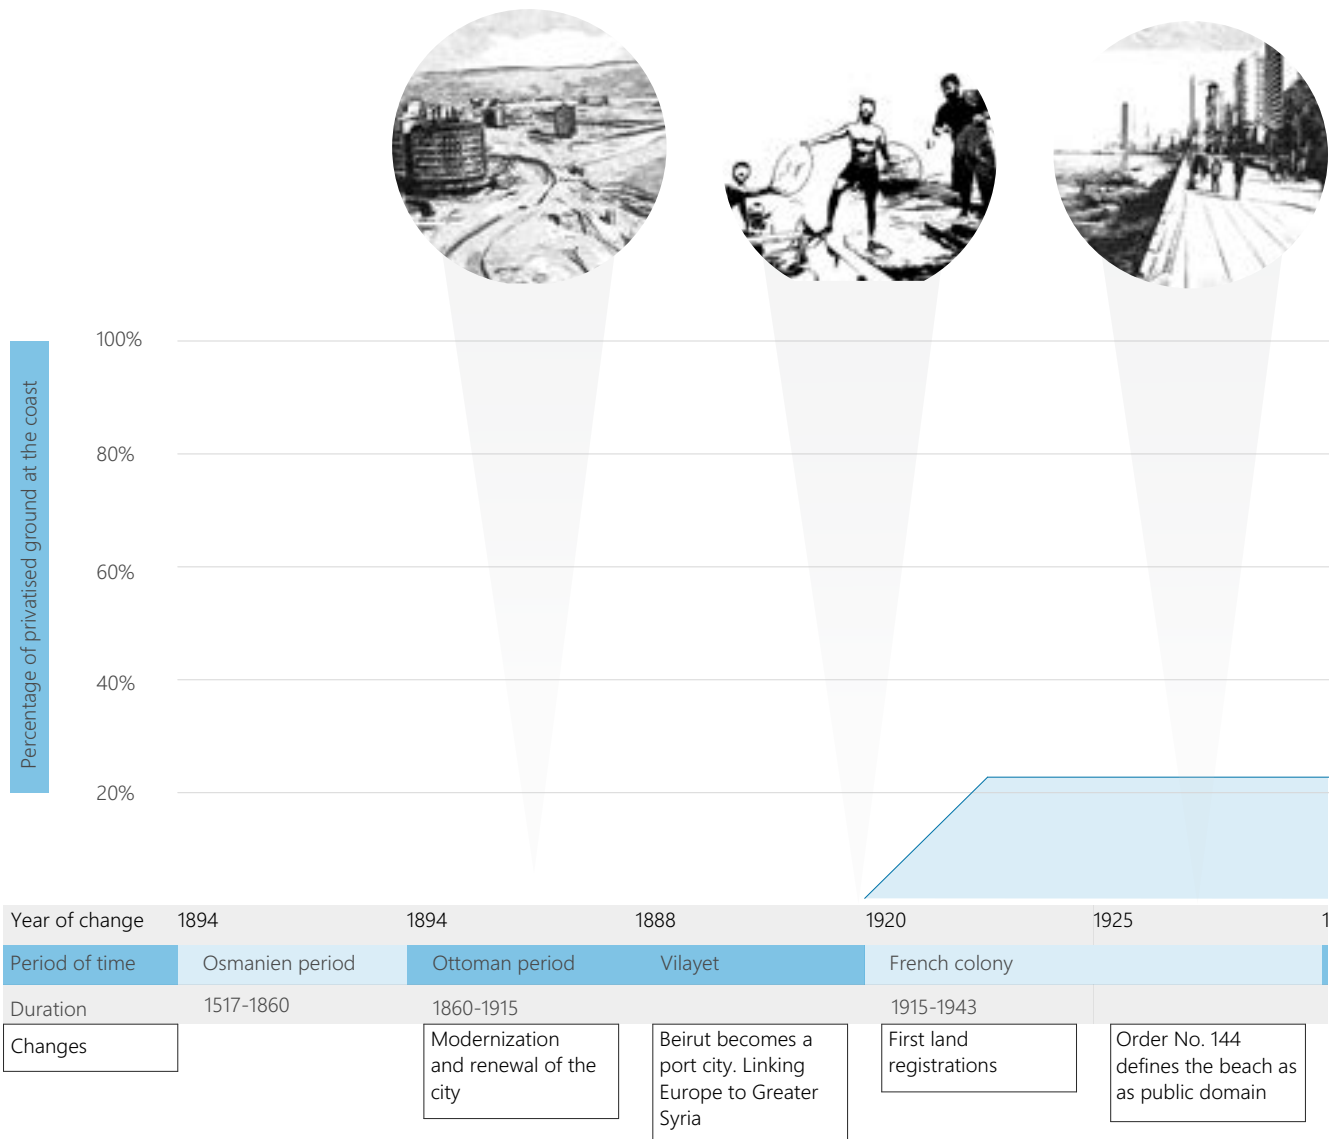 100%
80%
60%
40%
20%
Percentage of privatised ground at the coast
Year of change 1894 1894 1888 1920 1925 1
Period of time Osmanien period Ottoman period Vilayet French colony
Duration 1517-1860 1860-1915 1915-1943
Changes
Modernization
and renewal of the
city
Beirut becomes a
port city. Linking
Europe to Greater
Syria
First land
registrations
Order No. 144
defines the beach as
as public domain